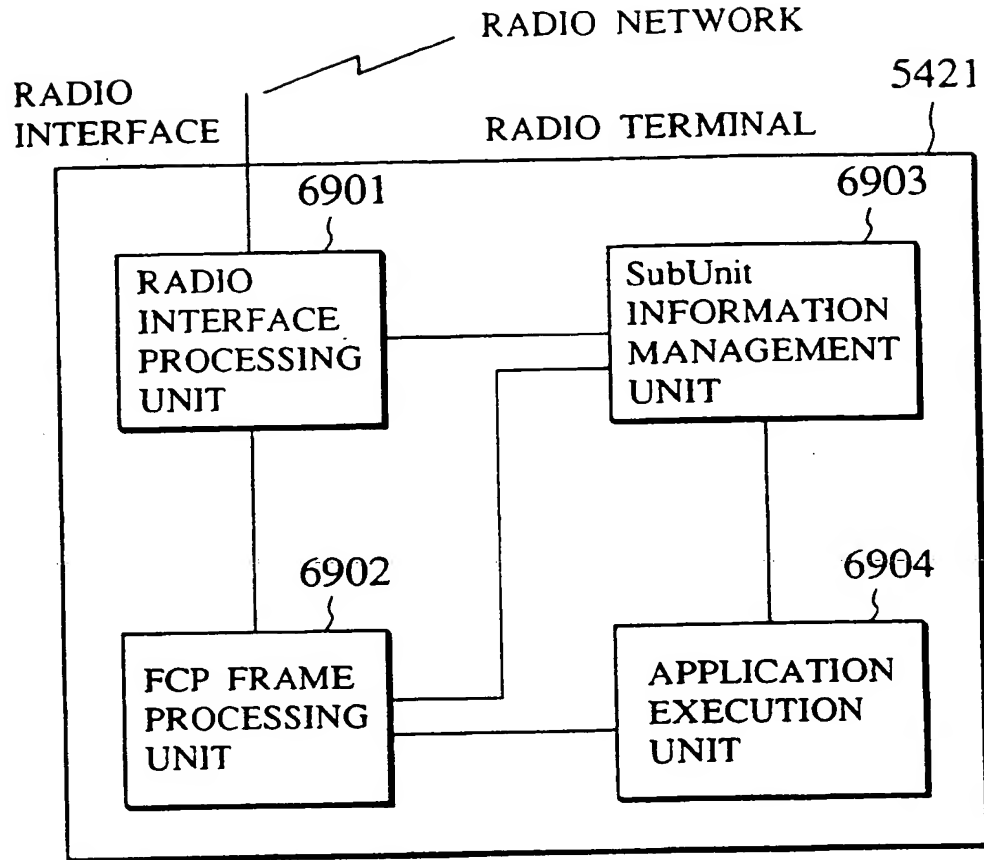 RADIO NETWORK
RADIO
INTERFACE
5421
RADIO TERMINAL
6901
6903
RADIO
INTERFACE
PROCESSING
UNIT
SubUnit
INFORMATION
MANAGEMENT
UNIT
6902
6904
FCP FRAME
PROCESSING
UNIT
APPLICATION
EXECUTION
UNIT